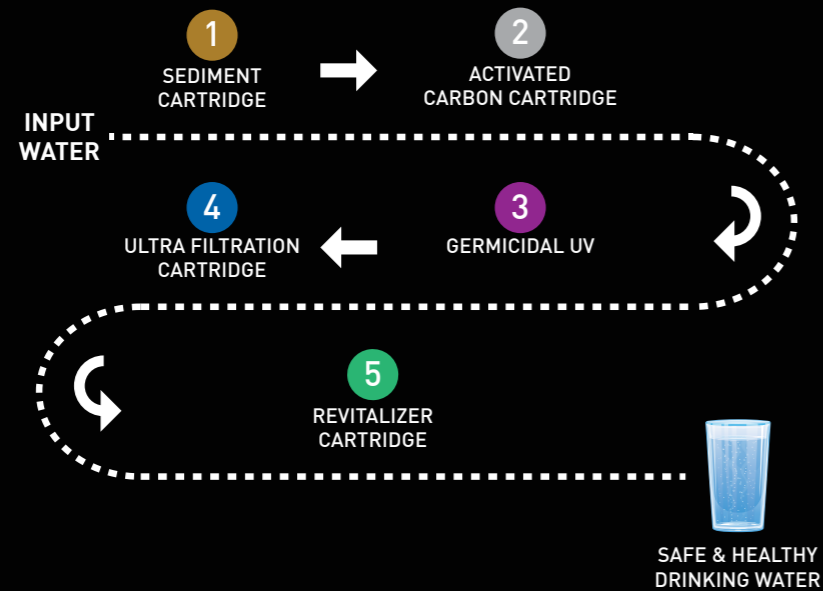 1
SEDIMENT
CARTRIDGE
2
ACTIVATED
CARBON CARTRIDGE
INPUT
WATER
3
GERMICIDAL UV
4
ULTRA FILTRATION
CARTRIDGE
5
REVITALIZER
CARTRIDGE
SAFE & HEALTHY
DRINKING WATER